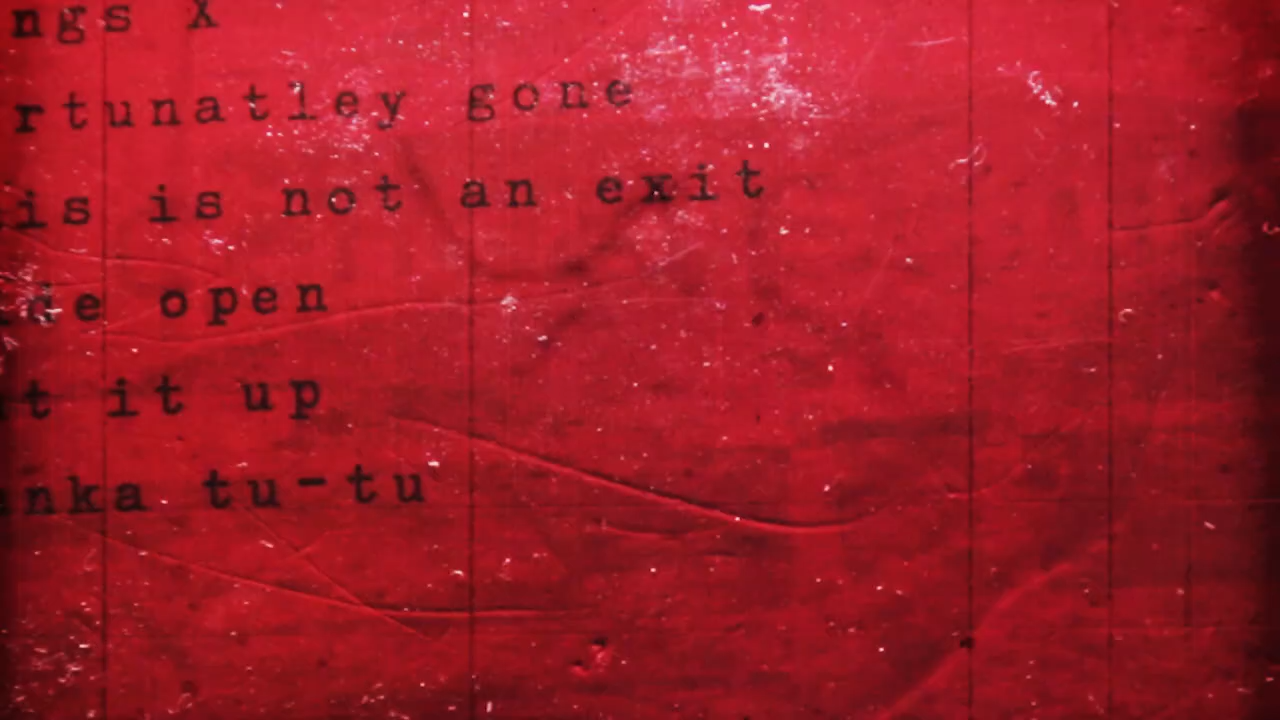 ngs X
rtunatley gone
is is not an exit
de open
t it up
nka tu-tu